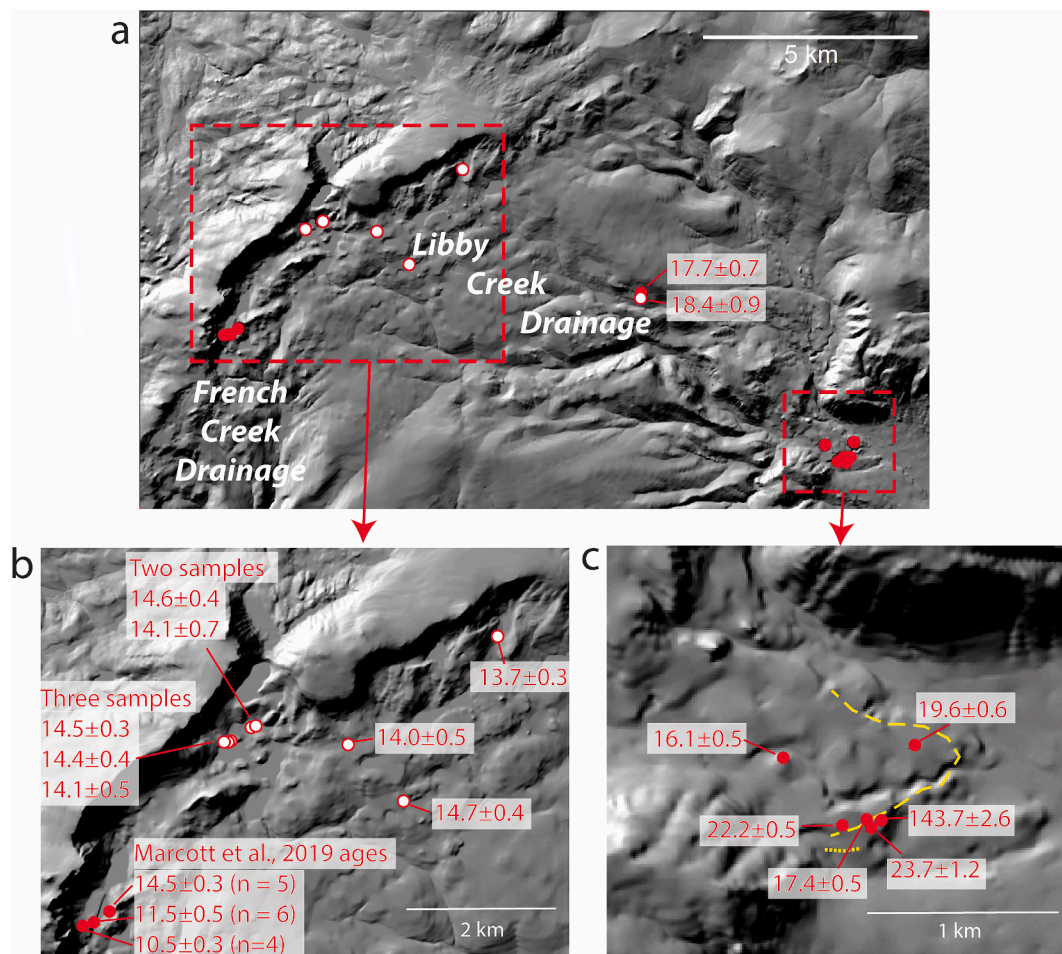 a
5 km
Libby
Creek
Drainage
17.7±0.7
18.4±0.9
French
Creek
Drainage
b
Two samples
14.6±0.4
14.1±0.7
Three samples
14.5±0.3
14.4±0.4
14.1±0.5
13.7±0.3
14.0±0.5
14.7±0.4
Marcott et al., 2019 ages
14.5±0.3 (n = 5)
11.5±0.5 (n = 6)
10.5±0.3 (n=4)
2 km
c
19.6±0.6
16.1±0.5
22.2±0.5
143.7±2.6
17.4±0.5
23.7±1.2
1 km